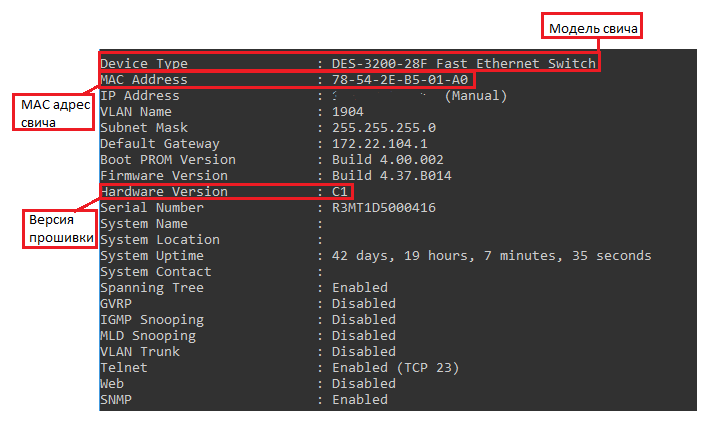 Модель свича
Device Type : DES-3200-28F Fast Ethernet Switch
MAC Address : 78-54-2E-B5-01-A0
MAC адрес
свича
IP Address : (Manual)
VLAN Name : 1904
Subnet Mask : 255.255.255.0
Default Gateway : 172.22.104.1
Boot PROM Version : Build 4.00.002
Firmware Version : Build 4.37.B014
Hardware Version : C1
Версия
прошивки
Serial Number : R3MT1D5000416
System Name :
System Location :
System Uptime : 42 days, 19 hours, 7 minutes, 35 seconds
System Contact :
Spanning Tree : Enabled
GVRP : Disabled
IGMP Snooping : Disabled
MLD Snooping : Disabled
VLAN Trunk : Disabled
Telnet : Enabled (TCP 23)
Web : Disabled
SNMP : Enabled